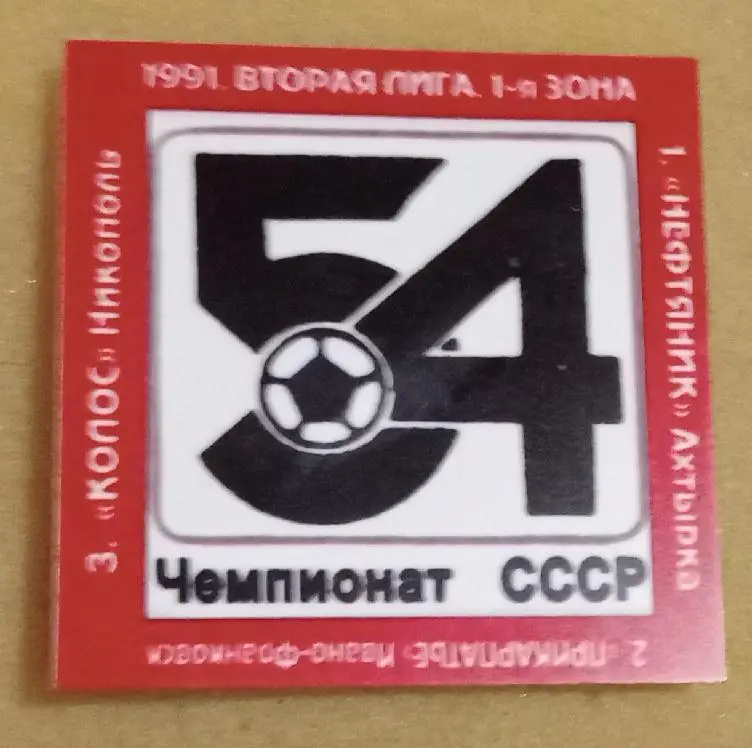 1991. ВТОРАЯ ЛИГА. 1-я ЗОНА
1. «НЕФТЯНИК» Ахтырка
2. «ПРИКАРПАТЬЕ» Ивано-Франковск
3. «КОЛОС» Никополь
54
Чемпионат СССР